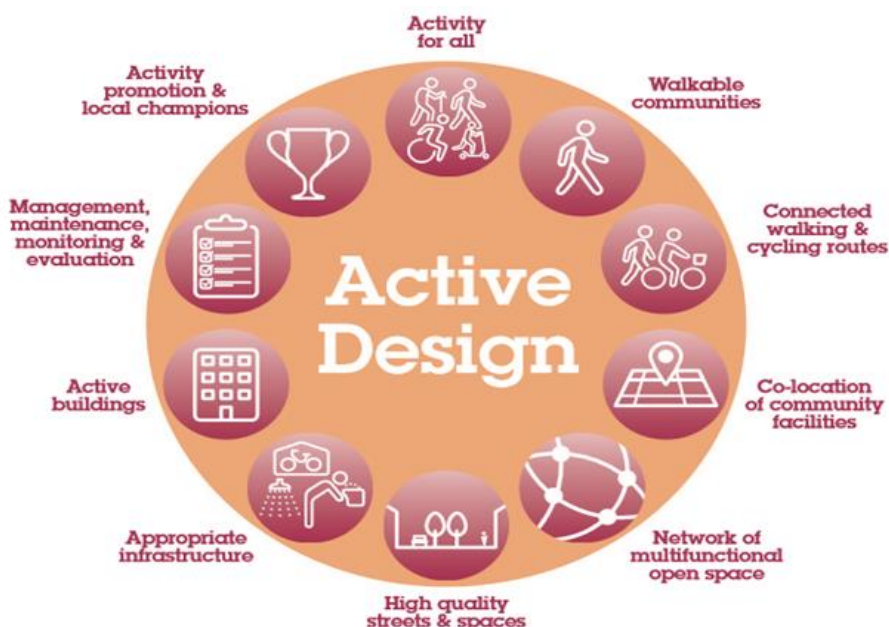 Activity
for all
Walkable
communities
Connected
walking &
cycling routes
Co-location
of community
facilities
Network of
multifunctional
open space
High quality
streets & spaces
Appropriate
infrastructure
Active
buildings
Management,
maintenance,
monitoring &
evaluation
Activity
promotion &
local champions
Active
Design